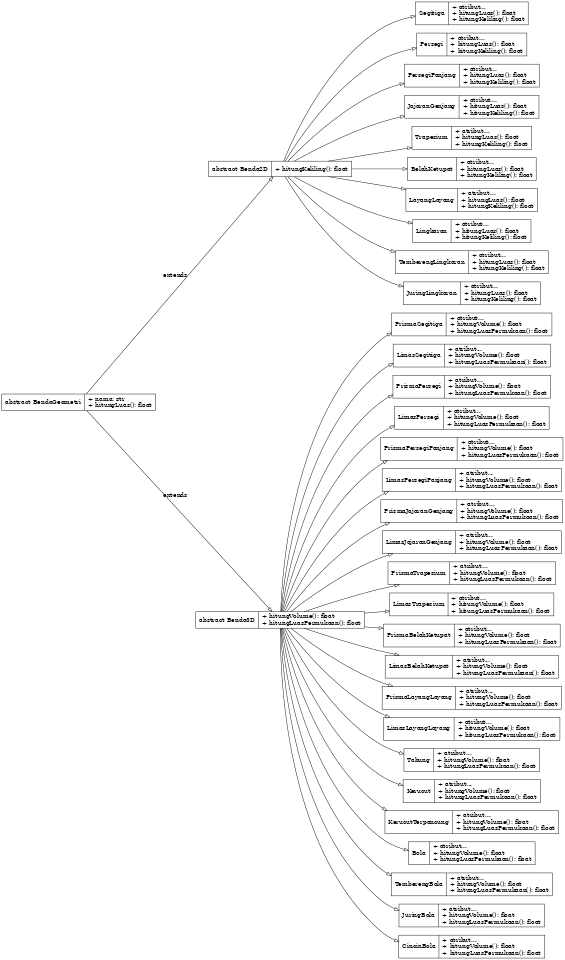 Segitiga
+ atribut...
+ hitungLuas(): float
+ hitungKeliling(): float
Persegi
+ atribut...
+ hitungLuas(): float
+ hitungKeliling(): float
PersegiPanjang
+ atribut...
+ hitungLuas(): float
+ hitungKeliling(): float
JajaranGenjang
+ atribut...
+ hitungLuas(): float
+ hitungKeliling(): float
Trapesium
+ atribut...
+ hitungLuas(): float
+ hitungKeliling(): float
abstract Benda2D
+ hitungKeliling(): float
BelahKetupat
+ atribut...
+ hitungLuas(): float
+ hitungKeliling(): float
LayangLayang
+ atribut...
+ hitungLuas(): float
+ hitungKeliling(): float
Lingkaran
+ atribut...
+ hitungLuas(): float
+ hitungKeliling(): float
TemberengLingkaran
+ atribut...
+ hitungLuas(): float
+ hitungKeliling(): float
extends
JuringLingkaran
+ atribut...
+ hitungLuas(): float
+ hitungKeliling(): float
PrismaSegitiga
+ atribut...
+ hitungVolume(): float
+ hitungLuasPermukaan(): float
LimasSegitiga
+ atribut...
+ hitungVolume(): float
+ hitungLuasPermukaan(): float
PrismaPersegi
+ atribut...
+ hitungVolume(): float
+ hitungLuasPermukaan(): float
abstract BendaGeometri
+ nama: str
+ hitungLuas(): float
LimasPersegi
+ atribut...
+ hitungVolume(): float
+ hitungLuasPermukaan(): float
PrismaPersegiPanjang
+ atribut...
+ hitungVolume(): float
+ hitungLuasPermukaan(): float
LimasPersegiPanjang
+ atribut...
+ hitungVolume(): float
+ hitungLuasPermukaan(): float
extends
PrismaJajaranGenjang
+ atribut...
+ hitungVolume(): float
+ hitungLuasPermukaan(): float
LimasJajaranGenjang
+ atribut...
+ hitungVolume(): float
+ hitungLuasPermukaan(): float
PrismaTrapesium
+ atribut...
+ hitungVolume(): float
+ hitungLuasPermukaan(): float
LimasTrapesium
+ atribut...
+ hitungVolume(): float
+ hitungLuasPermukaan(): float
abstract Benda3D
+ hitungVolume(): float
+ hitungLuasPermukaan(): float
PrismaBelahKetupat
+ atribut...
+ hitungVolume(): float
+ hitungLuasPermukaan(): float
LimasBelahKetupat
+ atribut...
+ hitungVolume(): float
+ hitungLuasPermukaan(): float
PrismaLayangLayang
+ atribut...
+ hitungVolume(): float
+ hitungLuasPermukaan(): float
LimasLayangLayang
+ atribut...
+ hitungVolume(): float
+ hitungLuasPermukaan(): float
Tabung
+ atribut...
+ hitungVolume(): float
+ hitungLuasPermukaan(): float
Kerucut
+ atribut...
+ hitungVolume(): float
+ hitungLuasPermukaan(): float
KerucutTerpancung
+ atribut...
+ hitungVolume(): float
+ hitungLuasPermukaan(): float
Bola
+ atribut...
+ hitungVolume(): float
+ hitungLuasPermukaan(): float
TemberengBola
+ atribut...
+ hitungVolume(): float
+ hitungLuasPermukaan(): float
JuringBola
+ atribut...
+ hitungVolume(): float
+ hitungLuasPermukaan(): float
CincinBola
+ atribut...
+ hitungVolume(): float
+ hitungLuasPermukaan(): float